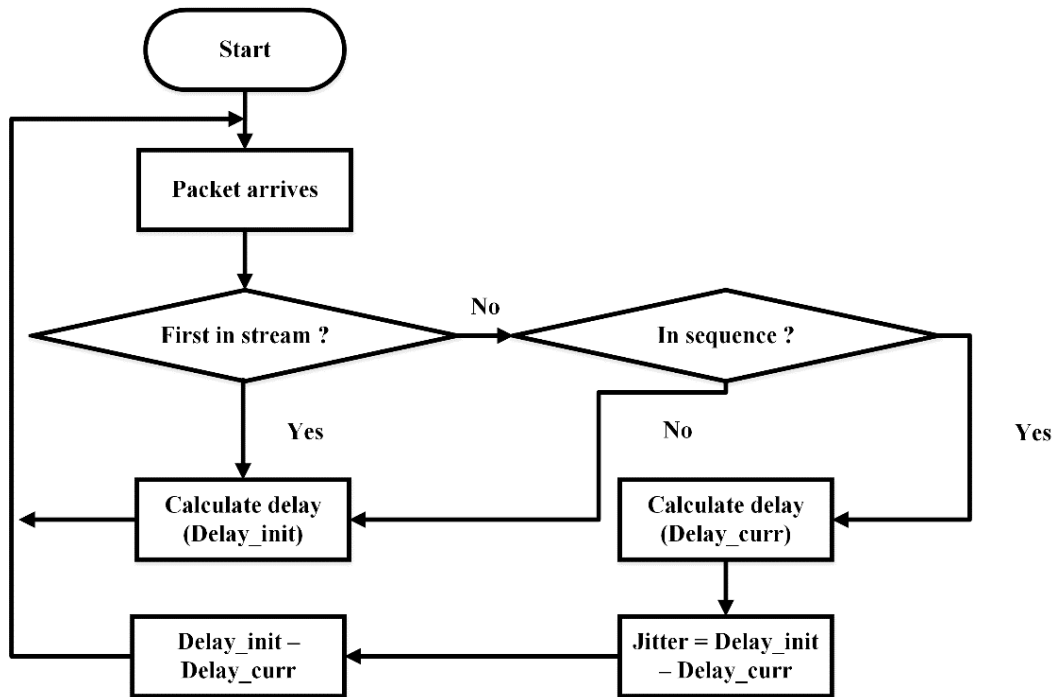 Start
Packet arrives
First in stream ?
No
In sequence ?
Yes
No
Yes
Calculate delay
(Delay_init)
Calculate delay
(Delay_curr)
Delay_init –
Delay_curr
Jitter = Delay_init
– Delay_curr